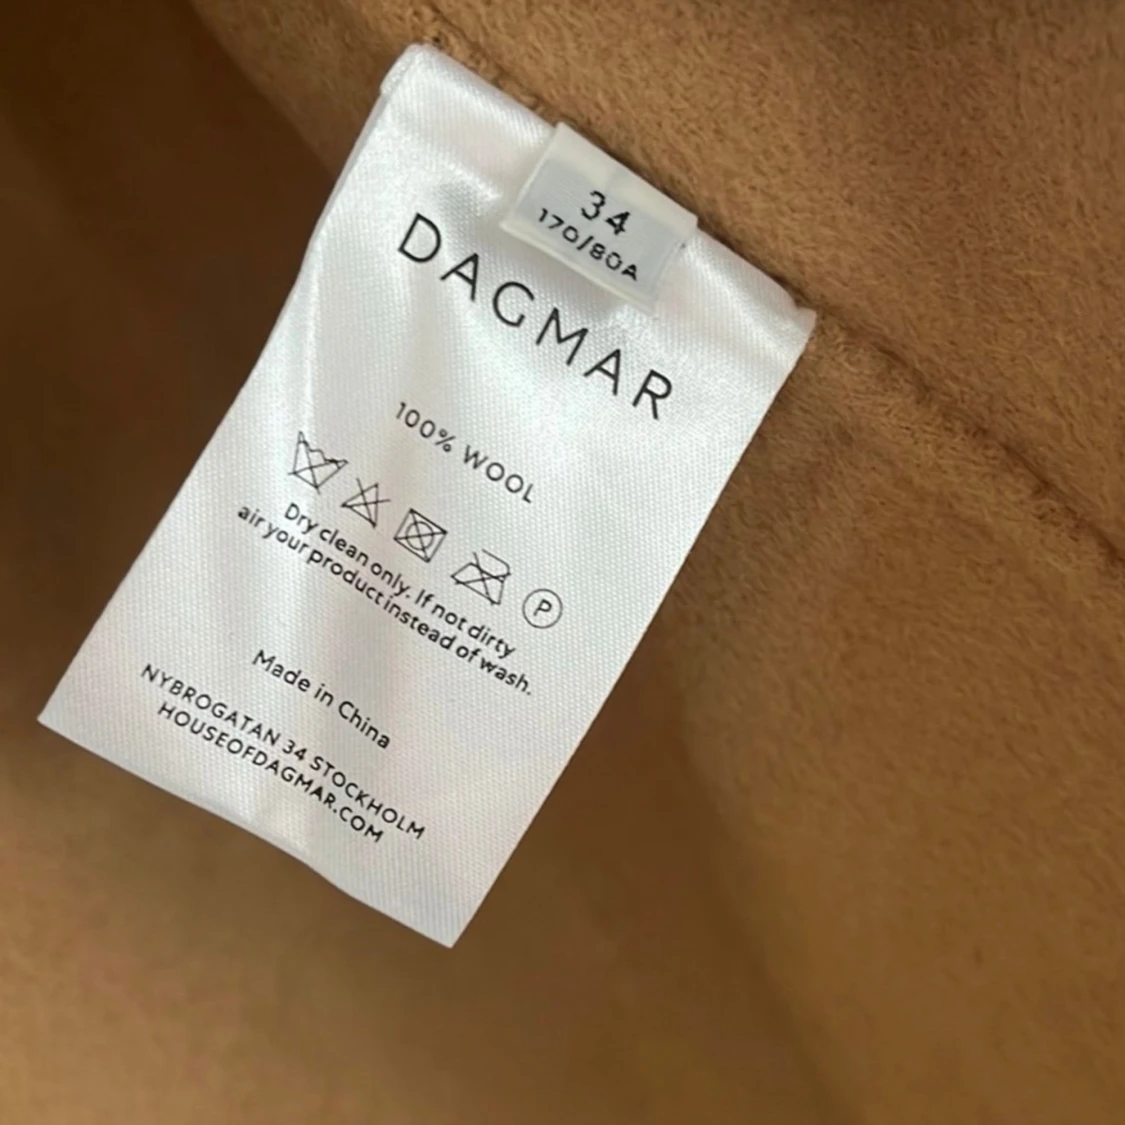 34
170/80A
DAGMAR
100% WOOL
P
Dry clean only. If not dirty
air your product instead of wash.
Made in China
NYBROGATAN 34 STOCKHOLM
HOUSEOFDAGMAR.COM